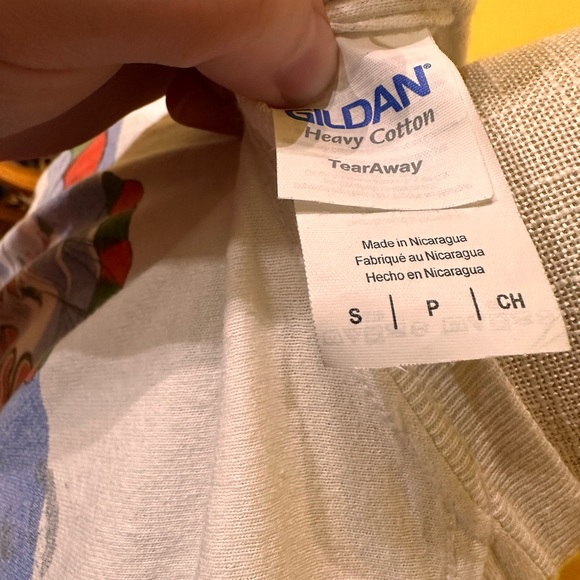 GILDAN®
Heavy Cotton
TearAway
Made in Nicaragua
Fabriqué au Nicaragua
Hecho en Nicaragua
S | P | CH